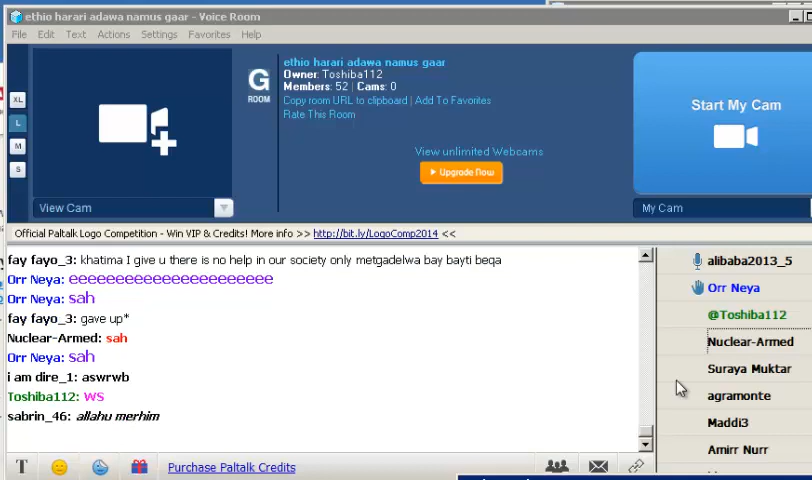 ethio harari adawa namus gaar - Voice Room
File Edit Text Actions Settings Favorites Help
XL
L
M
S
View Cam
G
ROOM
ethio harari adawa namus gaar
Owner: Toshiba112
Members: 52 | Cams: 0
Copy room URL to clipboard | Add To Favorites
Rate This Room
View unlimited Webcams
Upgrade Now
Start My Cam
My Cam
Official Paltalk Logo Competition - Win VIP & Credits! More info >> http://bit.ly/LogoComp2014 <<
fay fayo_3: khatima I give u there is no help in our society only metgadelwa bay bayti beqa
Orr Neya: eeeeeeeeeeeeeeeeeeeeee
Orr Neya: sah
fay fayo_3: gave up*
Nuclear-Armed: sah
Orr Neya: sah
i am dire_1: aswrwb
Toshiba112: WS
sabrin_46: allahu merhim
alibaba2013_5
Orr Neya
@Toshiba112
Nuclear-Armed
Suraya Muktar
agramonte
Maddi3
Amirr Nurr
T
Purchase Paltalk Credits